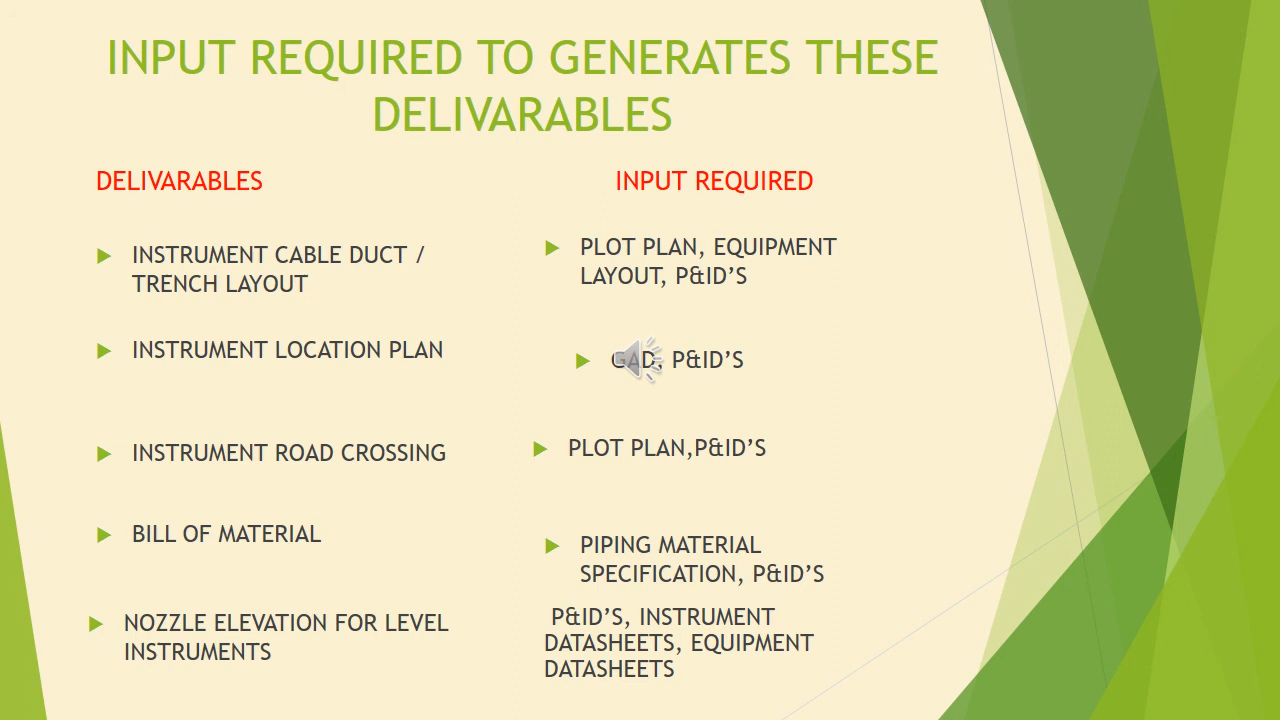 INPUT REQUIRED TO GENERATES THESE
DELIVARABLES
DELIVARABLES
INPUT REQUIRED
INSTRUMENT CABLE DUCT /
TRENCH LAYOUT
PLOT PLAN, EQUIPMENT
LAYOUT, P&ID’S
INSTRUMENT LOCATION PLAN
GAD, P&ID’S
INSTRUMENT ROAD CROSSING
PLOT PLAN,P&ID’S
BILL OF MATERIAL
PIPING MATERIAL
SPECIFICATION, P&ID’S
NOZZLE ELEVATION FOR LEVEL
INSTRUMENTS
P&ID’S, INSTRUMENT
DATASHEETS, EQUIPMENT
DATASHEETS